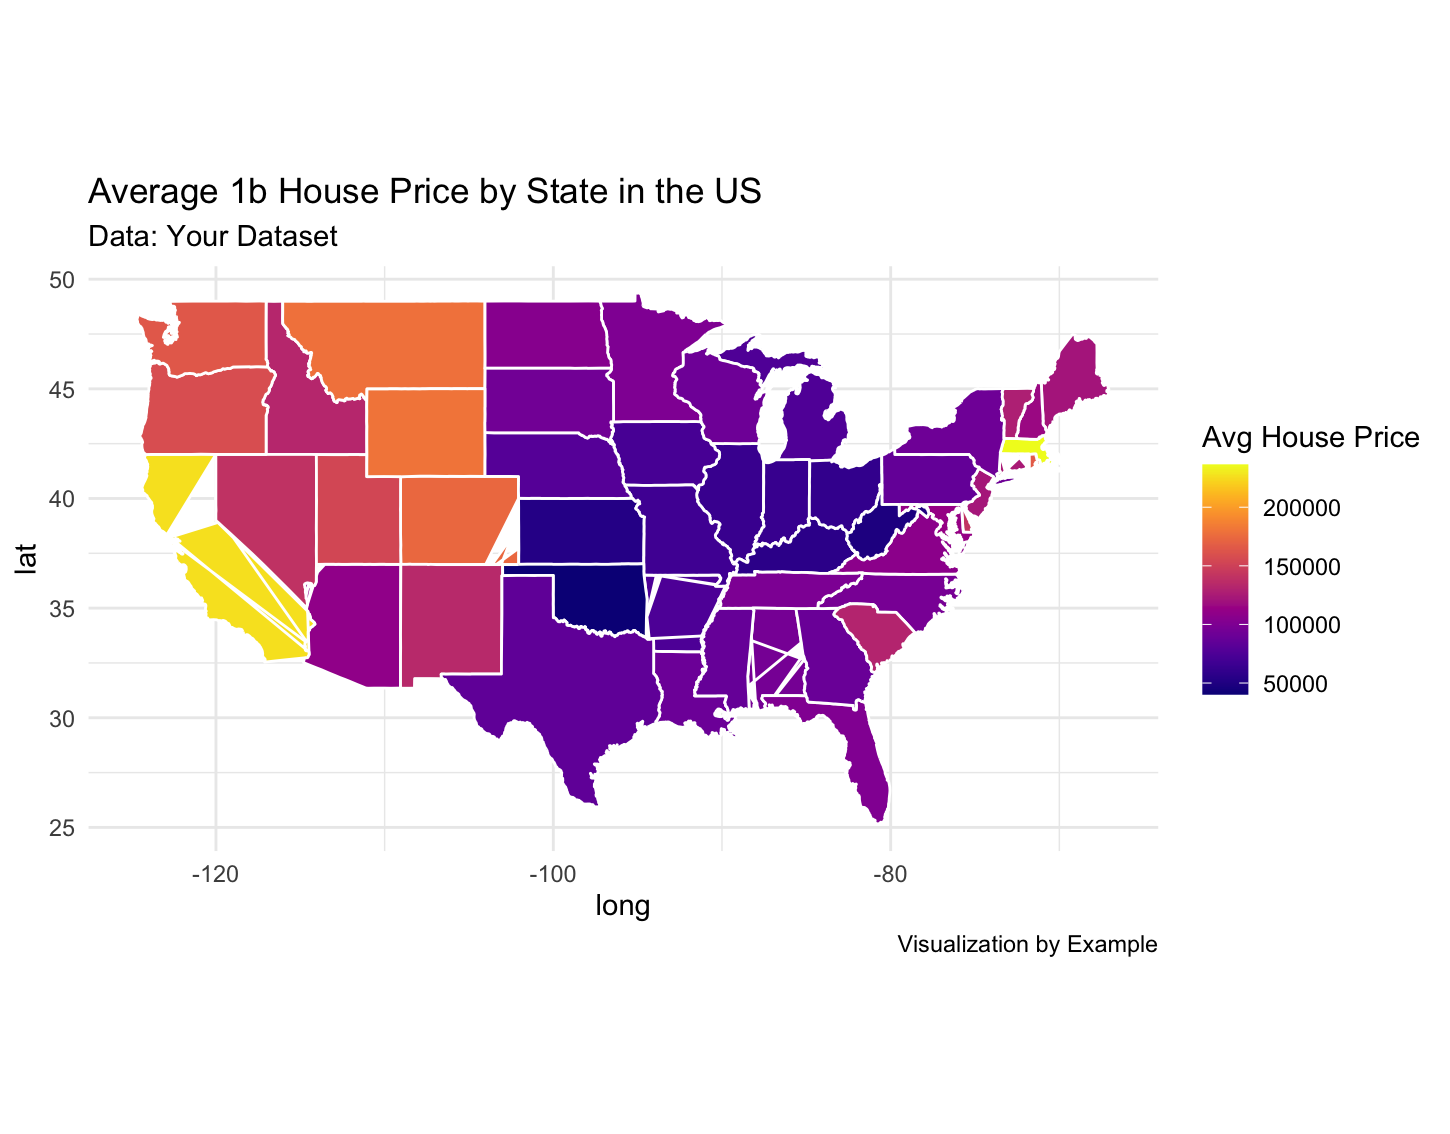 Average 1b House Price by State in the US
Data: Your Dataset
50
45
40
35
30
25
lat
-120
-100
-80
long
Avg House Price
200000
150000
100000
50000
Visualization by Example